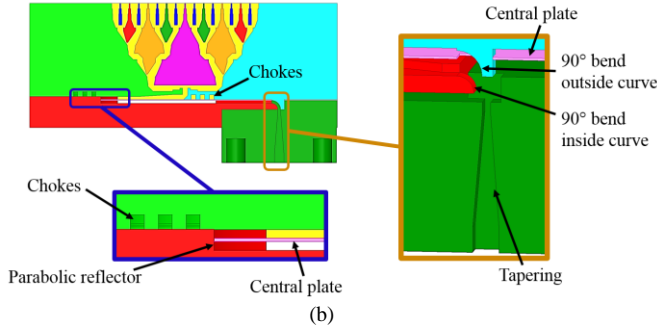 Chokes
Central plate
90° bend
outside curve
90° bend
inside curve
Chokes
Parabolic reflector
Central plate
Tapering
(b)